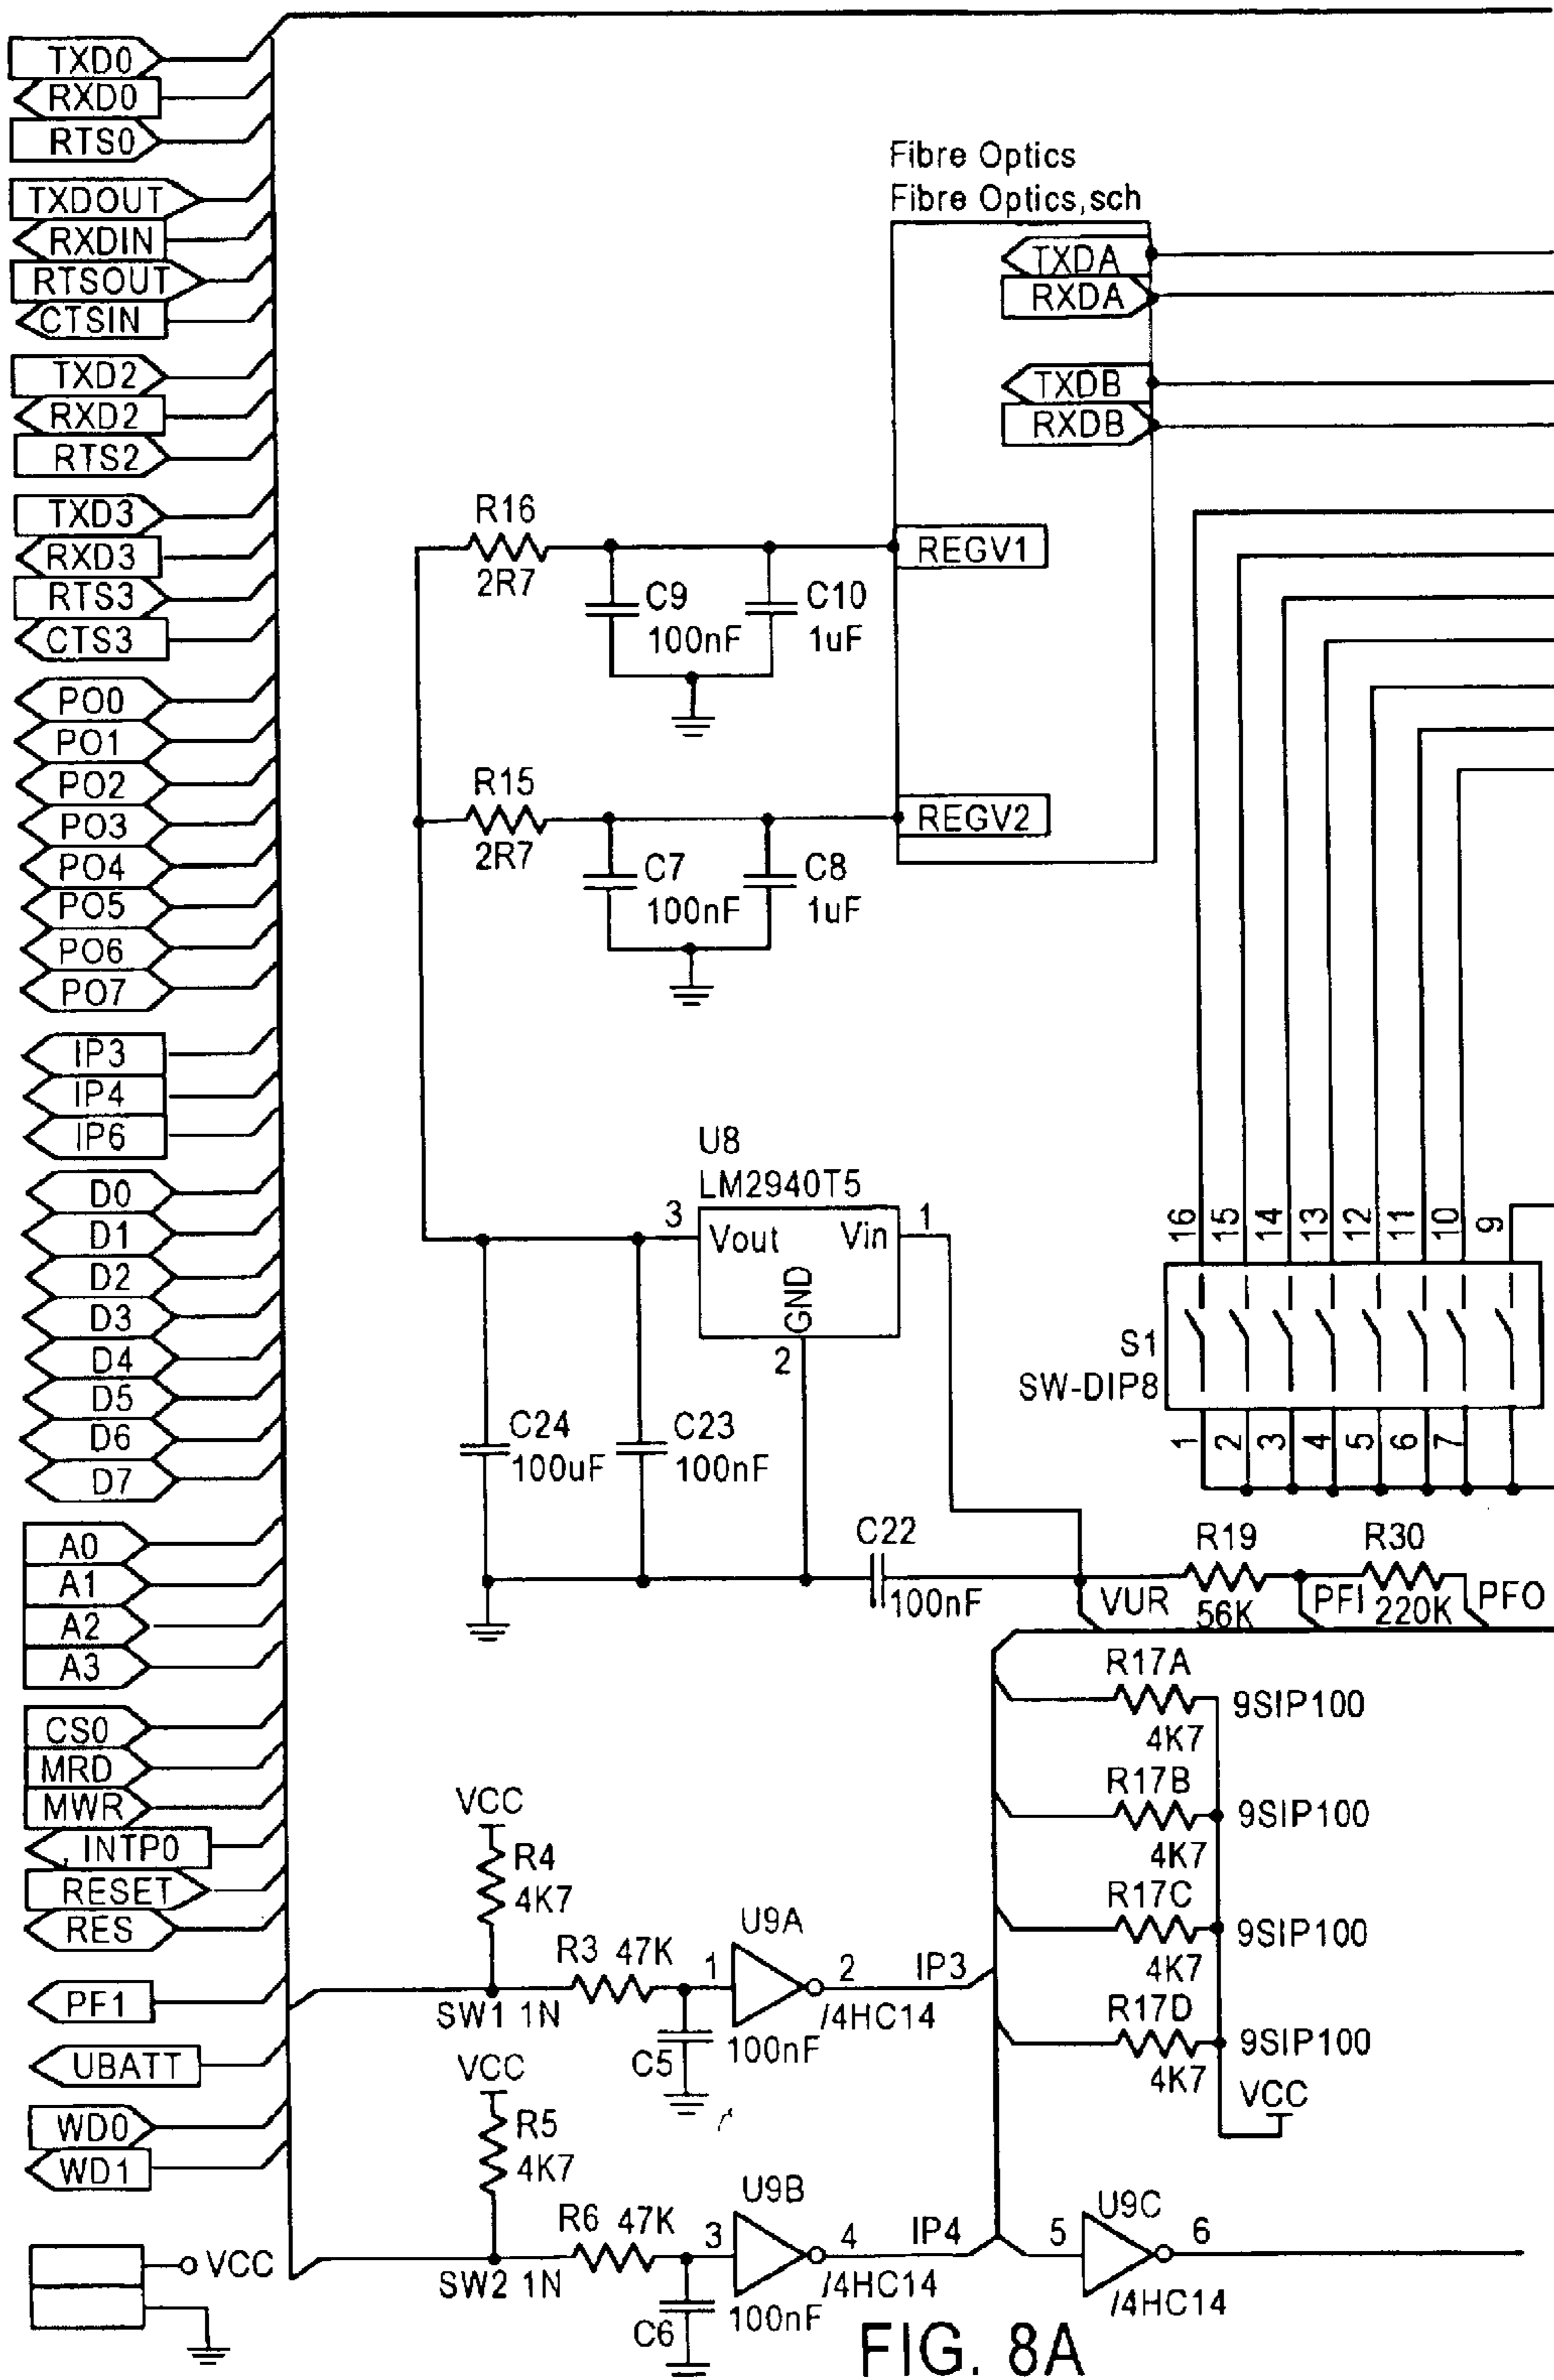 TXD0
RXD0
RTS0
TXDOUT
RXDIN
RTSOUT
CTSIN
TXD2
RXD2
RTS2
TXD3
RXD3
RTS3
CTS3
PO0
PO1
PO2
PO3
PO4
PO5
PO6
PO7
IP3
IP4
IP6
D0
D1
D2
D3
D4
D5
D6
D7
A0
A1
A2
A3
CS0
MRD
MWR
INTP0
RESET
RES
PF1
UBATT
WD0
WD1
VCC
Fibre Optics
Fibre Optics,sch
TXDA
RXDA
TXDB
RXDB
REGV1
REGV2
R16
2R7
C9
100nF
C10
1uF
R15
2R7
C7
100nF
C8
1uF
U8
LM2940T5
3
Vout
Vin
1
GND
2
C24
100uF
C23
100nF
C22
100nF
16
15
14
13
12
11
10
9
S1
SW-DIP8
1
2
3
4
5
6
7
VUR
R19
56K
PFI
R30
220K
PFO
R17A
4K7
9SIP100
R17B
4K7
9SIP100
R17C
4K7
9SIP100
R17D
4K7
9SIP100
VCC
VCC
R4
4K7
SW1 1N
R3 47K
C5
100nF
1
U9A
2
/4HC14
IP3
VCC
R5
4K7
SW2 1N
R6 47K
C6
100nF
3
U9B
4
/4HC14
IP4
5
U9C
6
/4HC14
FIG. 8A